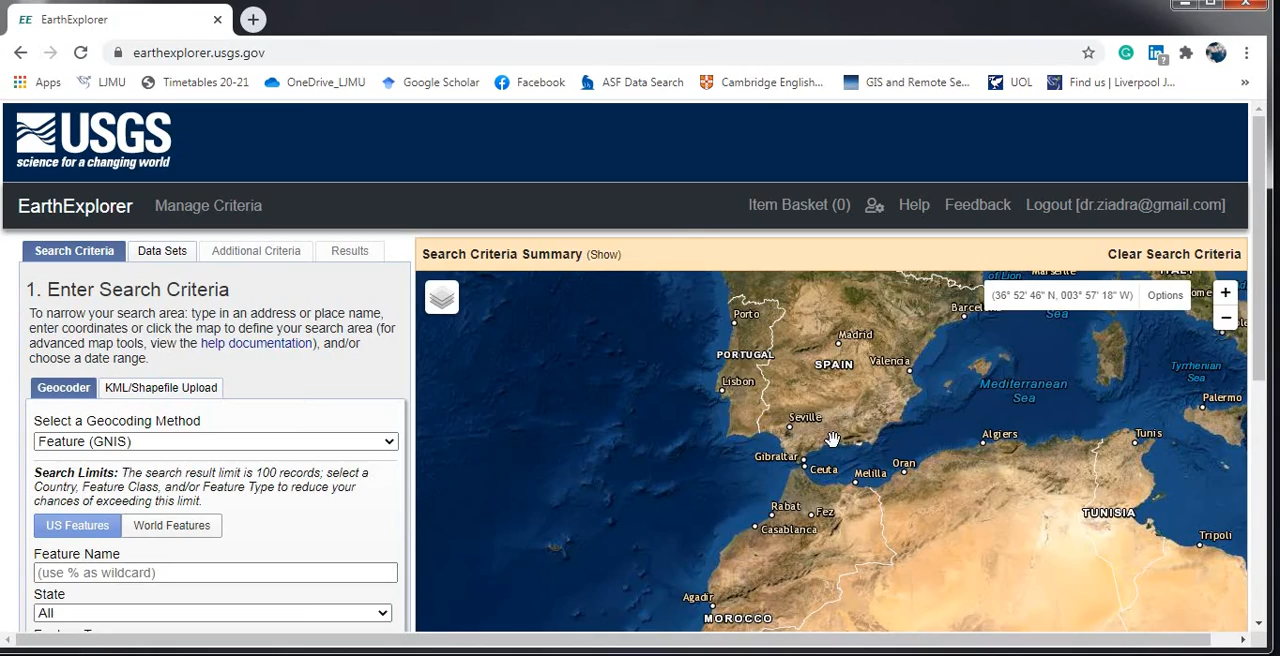 EE EarthExplorer
earthexplorer.usgs.gov
Apps LJMU Timetables 20-21 OneDrive_LJMU Google Scholar Facebook ASF Data Search Cambridge English... GIS and Remote Se... UOL Find us | Liverpool J... »
USGS
science for a changing world
EarthExplorer Manage Criteria Item Basket (0) Help Feedback Logout [dr.ziadra@gmail.com]
Search Criteria Data Sets Additional Criteria Results
Search Criteria Summary (Show) Clear Search Criteria
1. Enter Search Criteria
To narrow your search area: type in an address or place name,
enter coordinates or click the map to define your search area (for
advanced map tools, view the help documentation), and/or
choose a date range.
Geocoder KML/Shapefile Upload
Select a Geocoding Method
Feature (GNIS)
Search Limits: The search result limit is 100 records; select a
Country, Feature Class, and/or Feature Type to reduce your
chances of exceeding this limit.
US Features World Features
Feature Name
(use % as wildcard)
State
All
of Lion Marseille
(36° 52' 46" N, 003° 57' 18" W) Options
+
−
Sea
Porto
Madrid
PORTUGAL
SPAIN
Valencia
Lisbon
Mediterranean
Sea
Tyrrhenian
Sea
Palermo
Seville
Algiers
Tunis
Gibraltar
Ceuta
Oran
Melilla
Rabat
Fez
TUNISIA
Casablanca
Tripoli
Agadir
MOROCCO